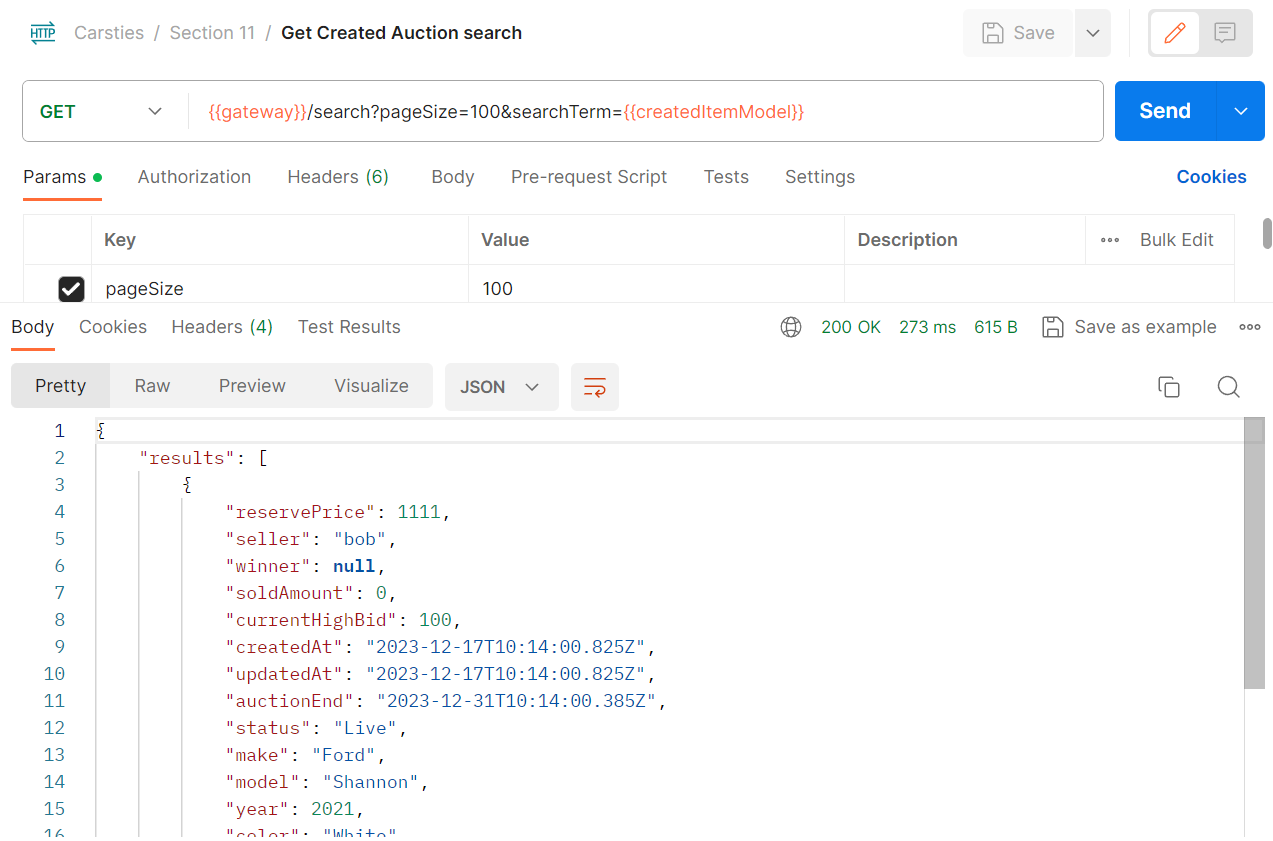 HTTP Carsties / Section 11 / Get Created Auction search Save
GET {{gateway}}/search?pageSize=100&searchTerm={{createdItemModel}} Send
Params Authorization Headers (6) Body Pre-request Script Tests Settings Cookies
Key Value Description Bulk Edit
pageSize 100
Body Cookies Headers (4) Test Results 200 OK 273 ms 615 B Save as example
Pretty Raw Preview Visualize JSON
1 {
2 "results": [
3 {
4 "reservePrice": 1111,
5 "seller": "bob",
6 "winner": null,
7 "soldAmount": 0,
8 "currentHighBid": 100,
9 "createdAt": "2023-12-17T10:14:00.825Z",
10 "updatedAt": "2023-12-17T10:14:00.825Z",
11 "auctionEnd": "2023-12-31T10:14:00.385Z",
12 "status": "Live",
13 "make": "Ford",
14 "model": "Shannon",
15 "year": 2021,
16 "color": "White"